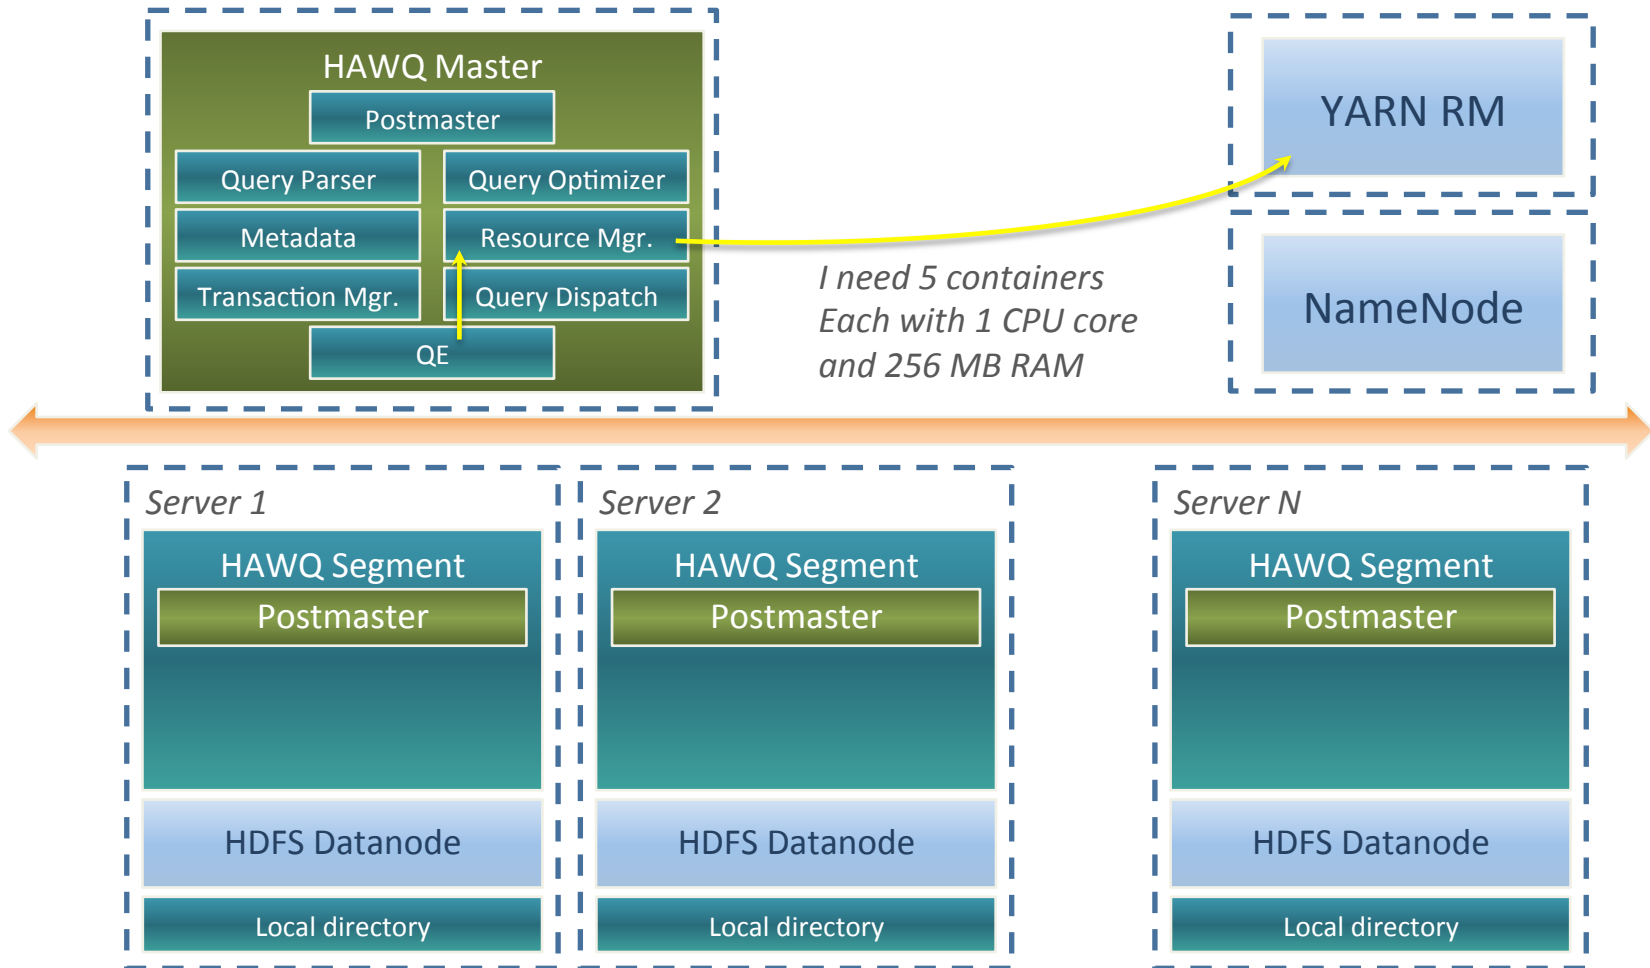 HAWQ Master
Postmaster
Query Parser
Query Optimizer
Metadata
Resource Mgr.
Transaction Mgr.
Query Dispatch
QE
YARN RM
NameNode
I need 5 containers
Each with 1 CPU core
and 256 MB RAM
Server 1
HAWQ Segment
Postmaster
HDFS Datanode
Local directory
Server 2
HAWQ Segment
Postmaster
HDFS Datanode
Local directory
Server N
HAWQ Segment
Postmaster
HDFS Datanode
Local directory